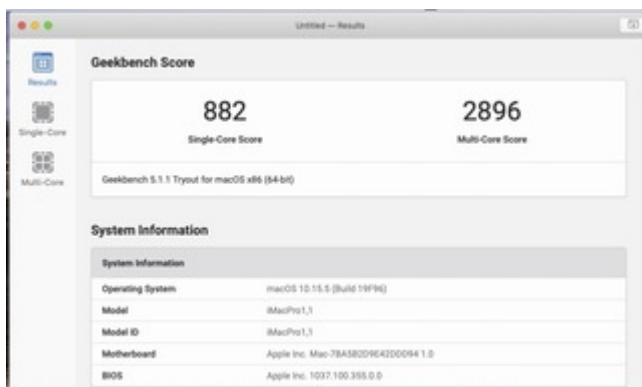 Untitled — Results
Geekbench Score
Results
882 2896
Single-Core Score Multi-Core Score
Single-Core
Multi-Core
Geekbench 5.1.1 Tryout for macOS x86 (64-bit)
System Information
System Information
Operating System macOS 10.15.5 (Build 19F96)
Model iMacPro1,1
Model ID iMacPro1,1
Motherboard Apple Inc. Mac-7BA5B2D9E42DDD94 1.0
BIOS Apple Inc. 1037.100.355.0.0